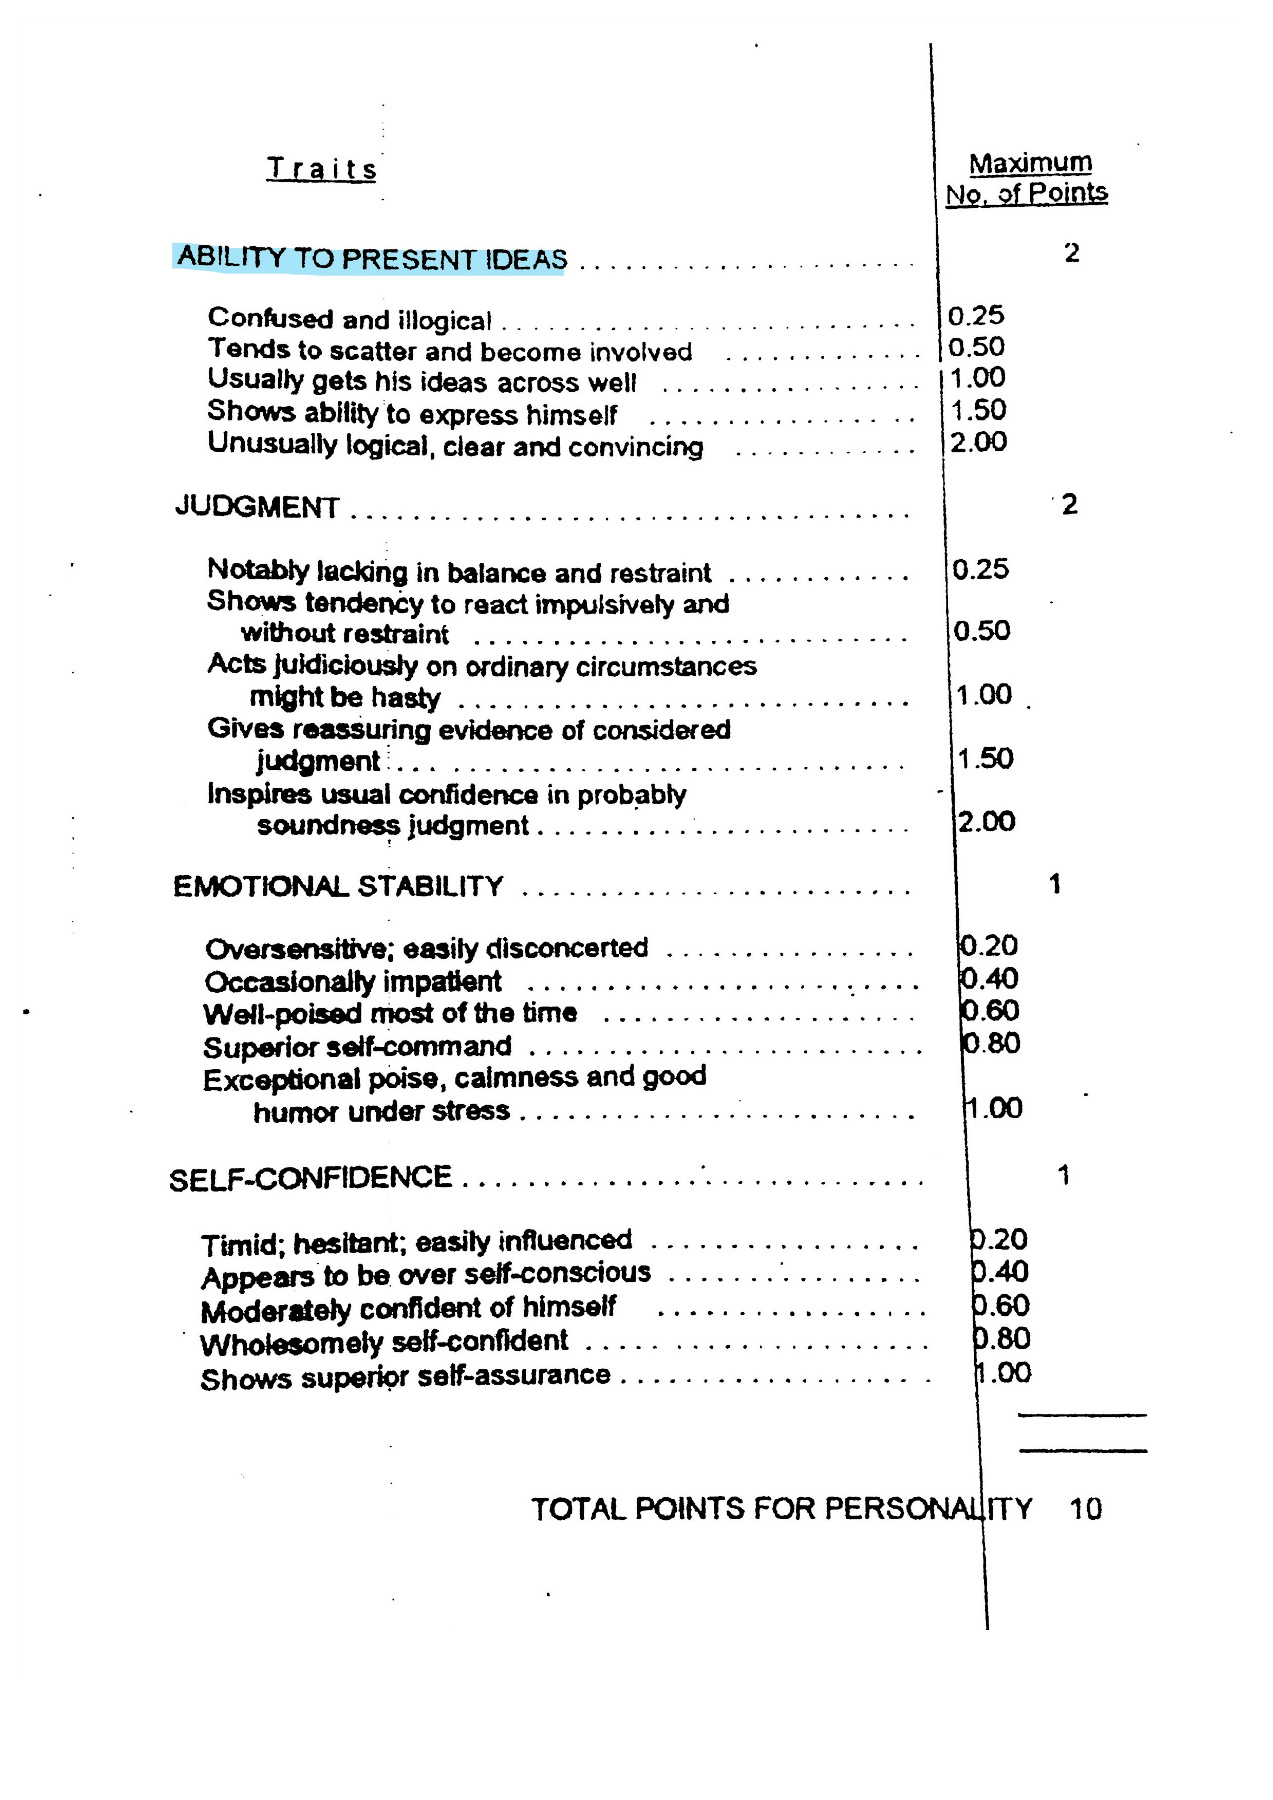 Traits
Maximum
No. of Points
ABILITY TO PRESENT IDEAS ...................... 2
Confused and illogical ........................... 0.25
Tends to scatter and become involved ............. 0.50
Usually gets his ideas across well ................. 1.00
Shows ability to express himself ................. 1.50
Unusually logical, clear and convincing ............ 2.00
JUDGMENT .................................... 2
Notably lacking in balance and restraint ............ 0.25
Shows tendency to react impulsively and
without restraint ............................ 0.50
Acts juidiciously on ordinary circumstances
might be hasty ............................. 1.00
Gives reassuring evidence of considered
judgment ................................ 1.50
Inspires usual confidence in probably
soundness judgment ........................ 2.00
EMOTIONAL STABILITY ......................... 1
Oversensitive; easily disconcerted ................ 0.20
Occasionally impatient ......................... 0.40
Well-poised most of the time .................... 0.60
Superior self-command ......................... 0.80
Exceptional poise, calmness and good
humor under stress ......................... 1.00
SELF-CONFIDENCE ............................. 1
Timid; hesitant; easily influenced ................. 0.20
Appears to be over self-conscious ................ 0.40
Moderately confident of himself ................. 0.60
Wholesomely self-confident ...................... 0.80
Shows superior self-assurance .................... 1.00
TOTAL POINTS FOR PERSONALITY 10